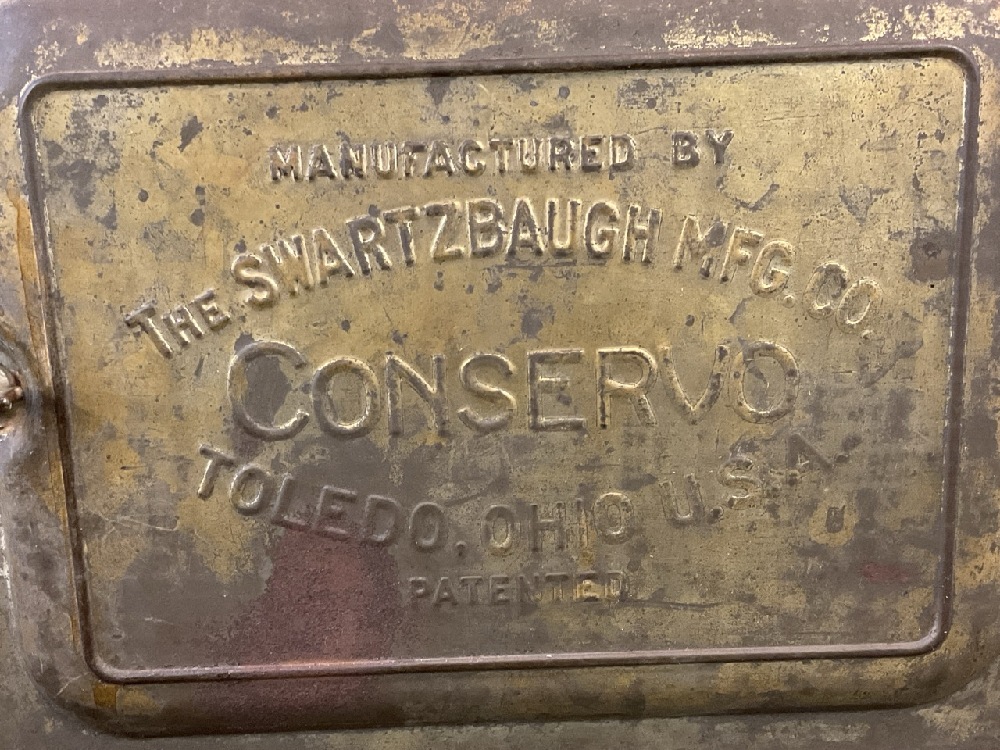 MANUFACTURED BY
THE SWARTZBAUGH MFG. CO.
CONSERVO
TOLEDO, OHIO U.S.A.
PATENTED